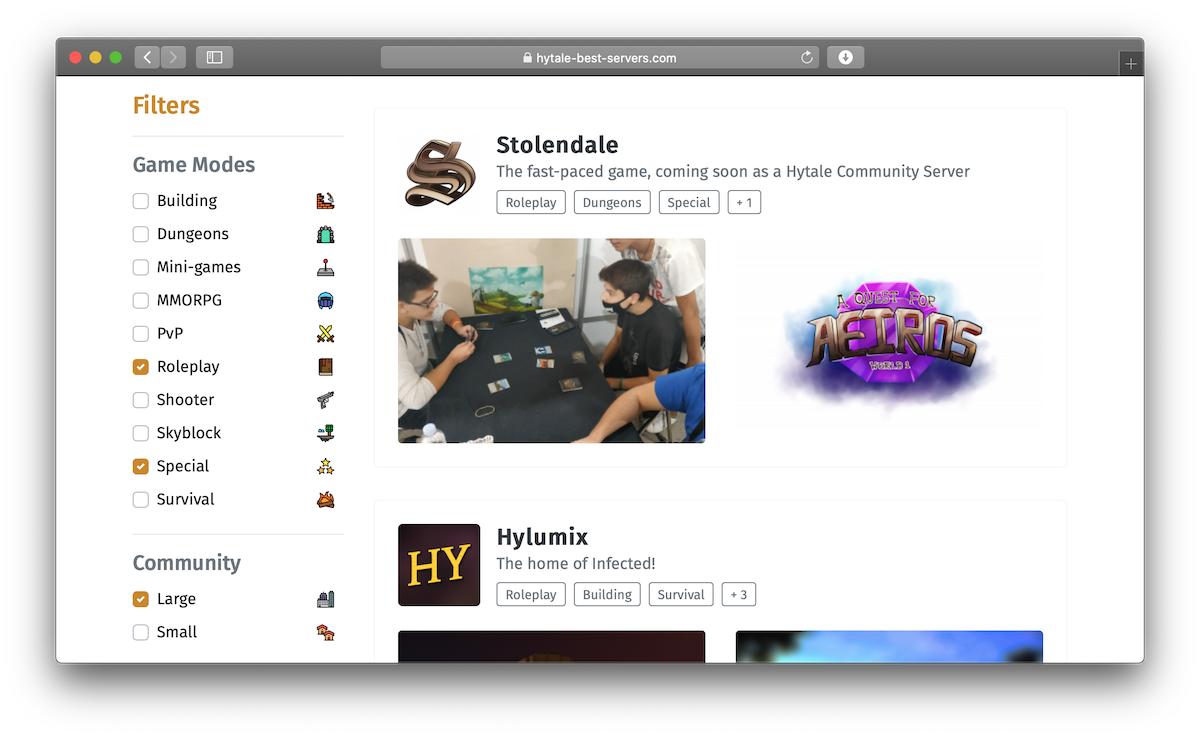 hytale-best-servers.com
Filters
Game Modes
Building
Dungeons
Mini-games
MMORPG
PvP
Roleplay
Shooter
Skyblock
Special
Survival
Community
Large
Small
Stolendale
The fast-paced game, coming soon as a Hytale Community Server
Roleplay Dungeons Special + 1
A QUEST FOR
AEIROS
WORLD 1
HY
Hylumix
The home of Infected!
Roleplay Building Survival + 3